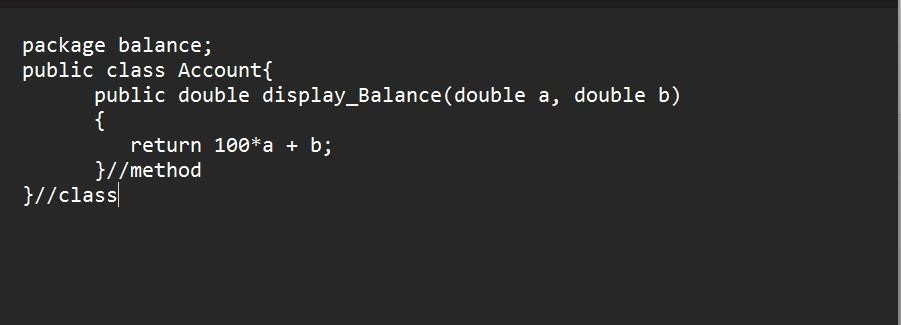 package balance;
public class Account{
      public double display_Balance(double a, double b)
      {
         return 100*a + b;
      }//method
}//class